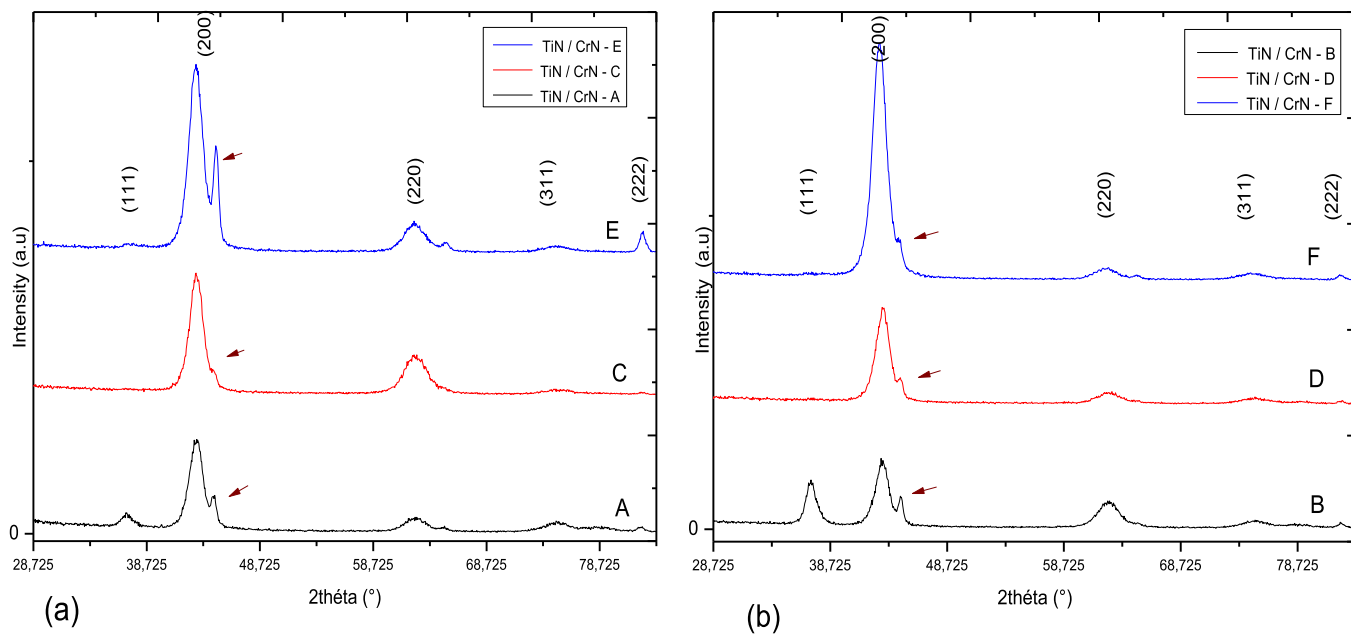 (200)
TiN / CrN - E
TiN / CrN - C
TiN / CrN - A
(111)
(220)
(311)
(222)
E
C
A
Intensity (a.u)
0
28,725 38,725 48,725 58,725 68,725 78,725
2théta (°)
(a)
(200)
TiN / CrN - B
TiN / CrN - D
TiN / CrN - F
(111)
(220)
(311)
(222)
F
D
B
Intensity (a.u)
0
28,725 38,725 48,725 58,725 68,725 78,725
2théta (°)
(b)